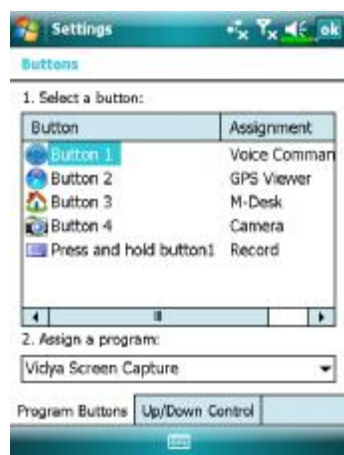 Settings ok
Buttons
1. Select a button:
Button Assignment
Button 1 Voice Comman
Button 2 GPS Viewer
Button 3 M-Desk
Button 4 Camera
Press and hold button1 Record
2. Assign a program:
Vidya Screen Capture
Program Buttons Up/Down Control